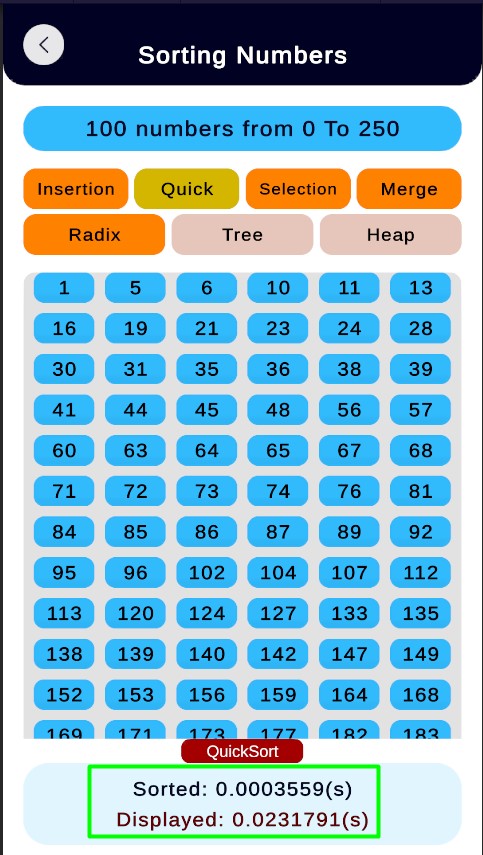 Sorting Numbers
100 numbers from 0 To 250
Insertion Quick Selection Merge
Radix Tree Heap
1 5 6 10 11 13
16 19 21 23 24 28
30 31 35 36 38 39
41 44 45 48 56 57
60 63 64 65 67 68
71 72 73 74 76 81
84 85 86 87 89 92
95 96 102 104 107 112
113 120 124 127 133 135
138 139 140 142 147 149
152 153 156 159 164 168
169 171 173 177 182 183
QuickSort
Sorted: 0.0003559(s)
Displayed: 0.0231791(s)